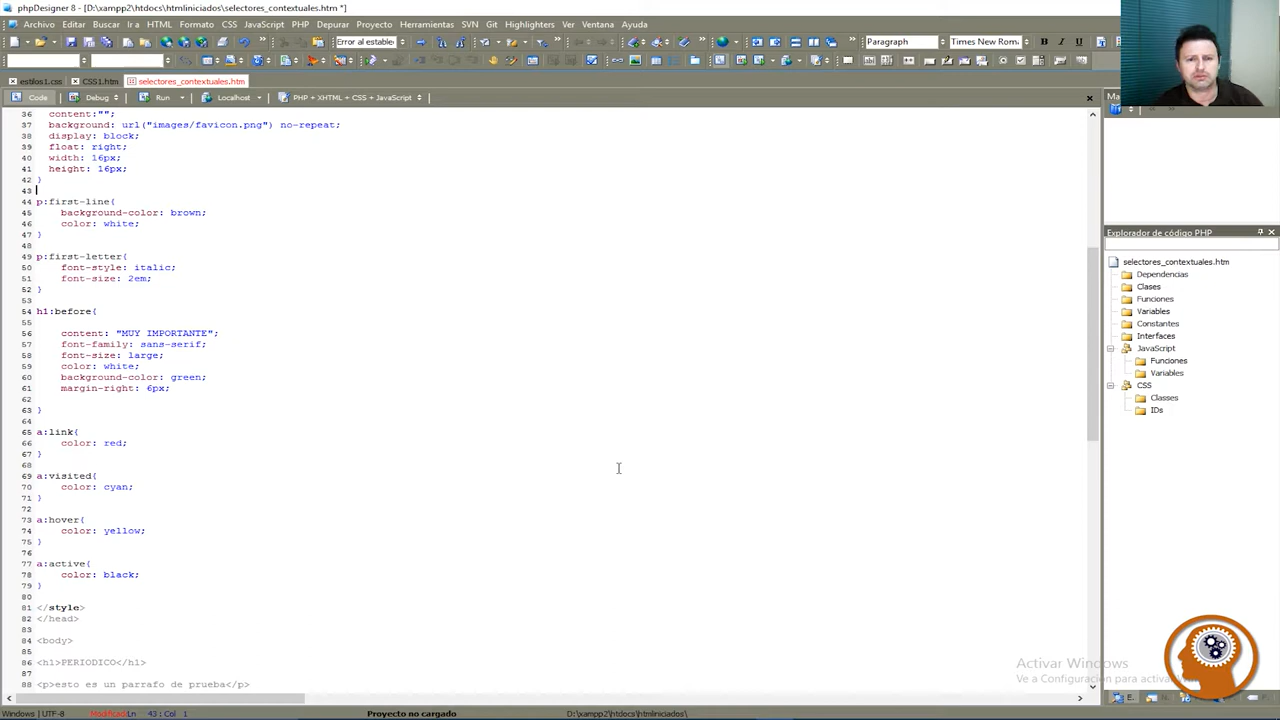 phpDesigner 8 - [D:\xampp2\htdocs\htmliniciados\selectores_contextuales.htm *]
Archivo Editar Buscar Ir a HTML Formato CSS JavaScript PHP Depurar Proyecto Herramientas SVN Git Highlighters Ver Ventana Ayuda
Error al estable
Paragraph Times New Rom.
estilos1.css CSS1.htm selectores_contextuales.htm
Code Debug Run Localhost PHP + XHTML + CSS + JavaScript
36 content:"";
37 background: url("images/favicon.png") no-repeat;
38 display: block;
39 float: right;
40 width: 16px;
41 height: 16px;
42 }
43
44 p:first-line{
45 background-color: brown;
46 color: white;
47 }
48
49 p:first-letter{
50 font-style: italic;
51 font-size: 2em;
52 }
53
54 h1:before{
55
56 content: "MUY IMPORTANTE";
57 font-family: sans-serif;
58 font-size: large;
59 color: white;
60 background-color: green;
61 margin-right: 6px;
62
63 }
64
65 a:link{
66 color: red;
67 }
68
69 a:visited{
70 color: cyan;
71 }
72
73 a:hover{
74 color: yellow;
75 }
76
77 a:active{
78 color: black;
79 }
80
81 </style>
82 </head>
83
84 <body>
85
86 <h1>PERIODICO</h1>
87
88 <p>esto es un parrafo de prueba</p>
Explorador de código PHP
selectores_contextuales.htm
Dependencias
Clases
Funciones
Variables
Constantes
Interfaces
JavaScript
Funciones
Variables
CSS
Classes
IDs
Activar Windows
Ve a Configuración para activar
Windows | UTF-8 Modificado Ln 43 : Col 1 Proyecto no cargado D:\xampp2\htdocs\htmliniciados\